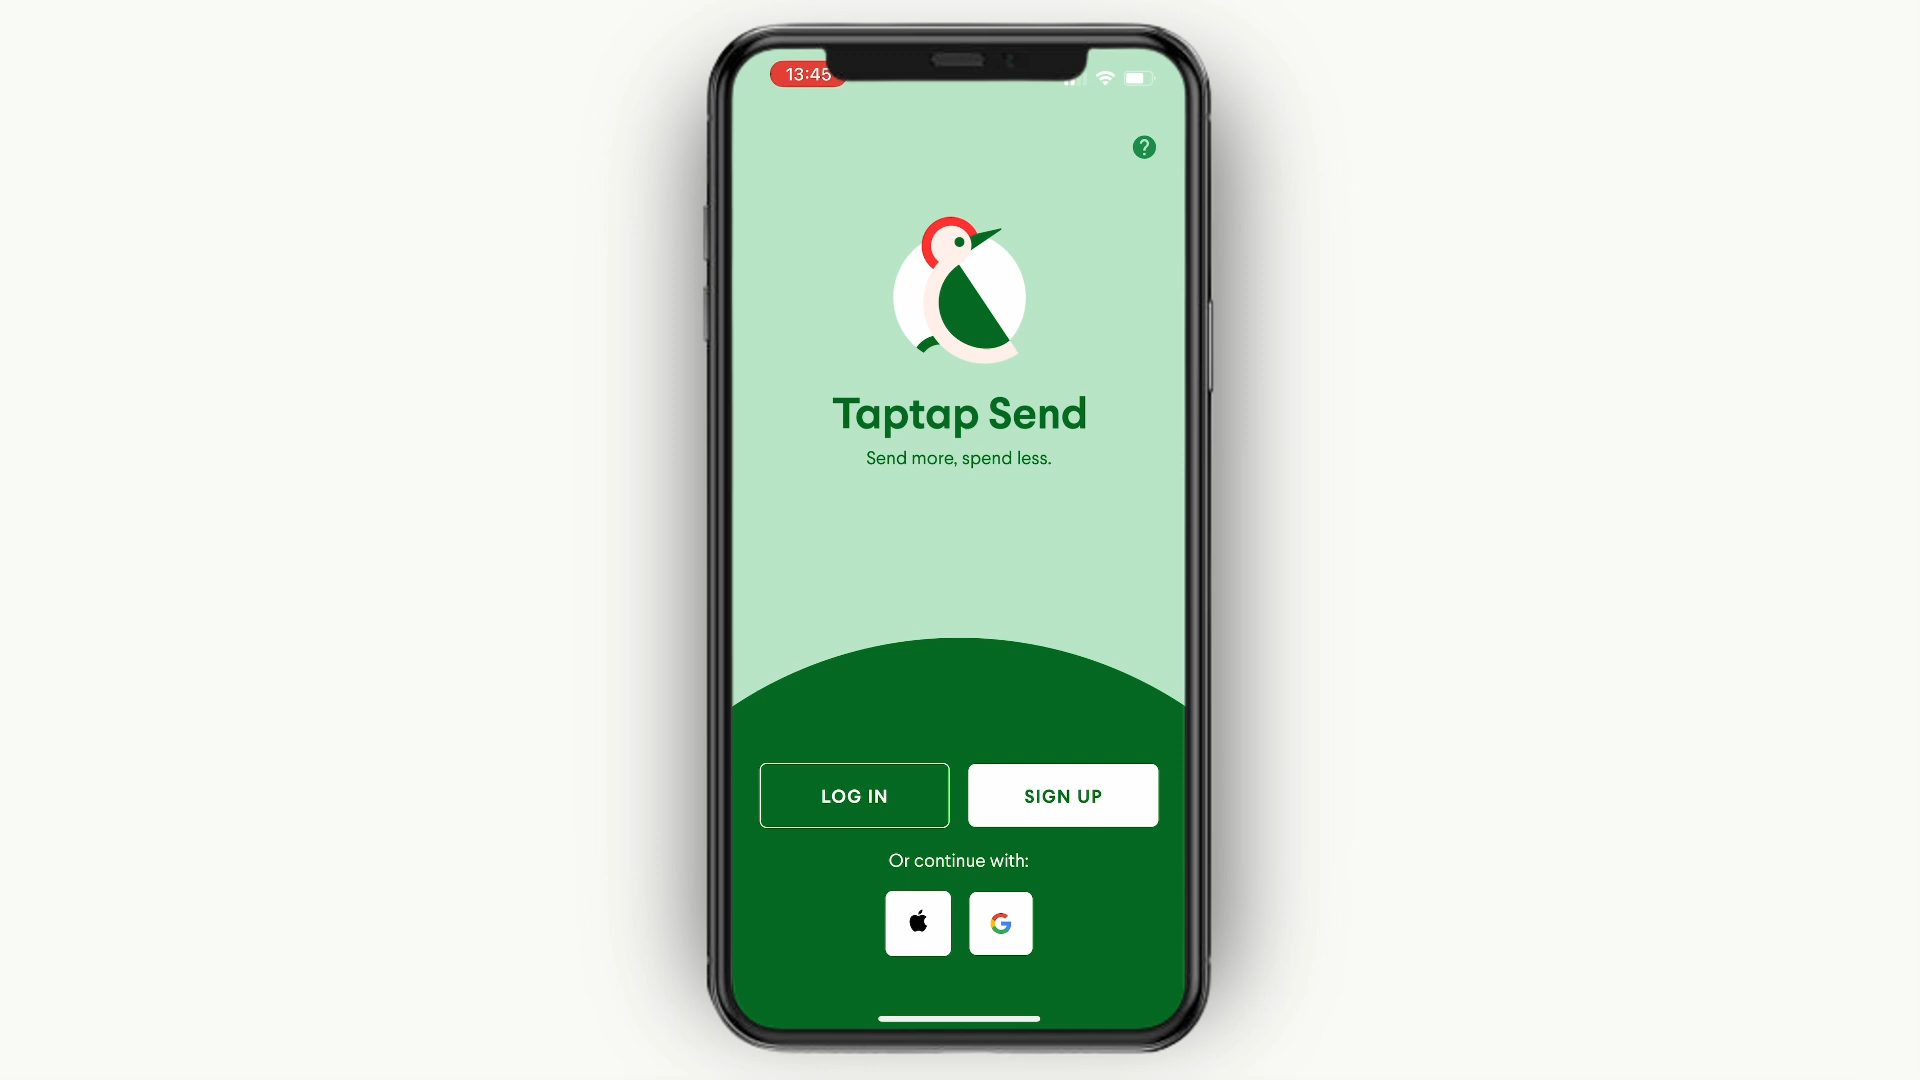 13:45
?
Taptap Send
Send more, spend less.
LOG IN
SIGN UP
Or continue with: